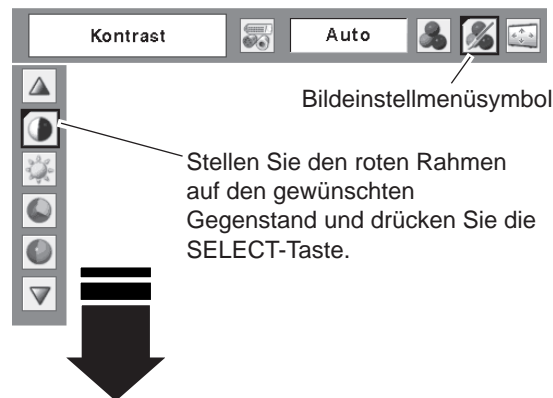 Kontrast
Auto
Bildeinstellmenüsymbol
Stellen Sie den roten Rahmen
auf den gewünschten
Gegenstand und drücken Sie die
SELECT-Taste.